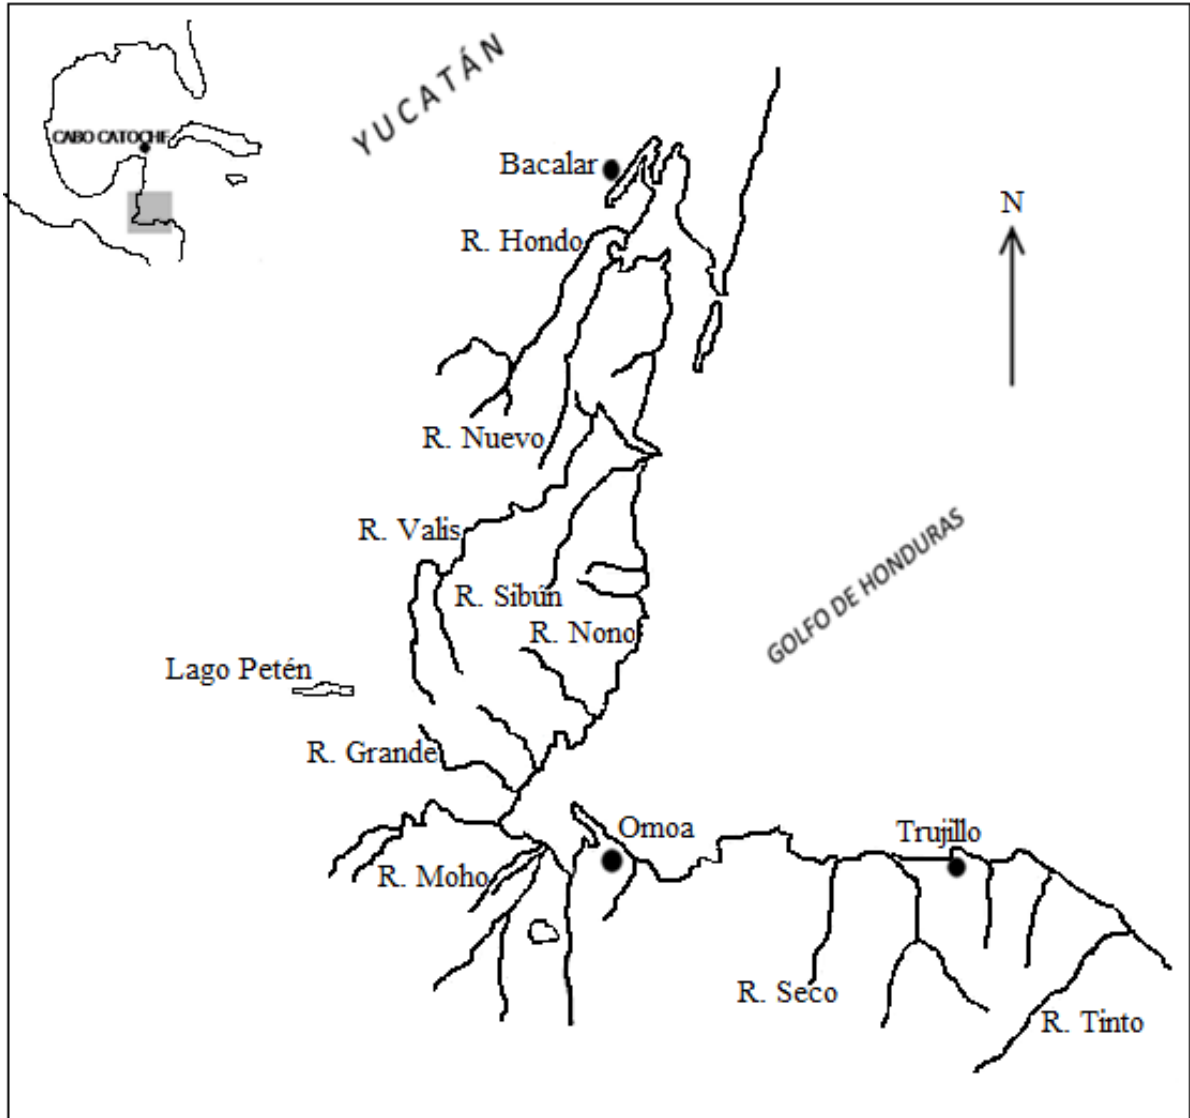 YUCATÁN
CABO CATOCHE
Bacalar
N
R. Hondo
R. Nuevo
R. Valis
GOLFO DE HONDURAS
R. Sibún
R. Nono
Lago Petén
R. Grande
Omoa
Trujillo
R. Moho
R. Seco
R. Tinto